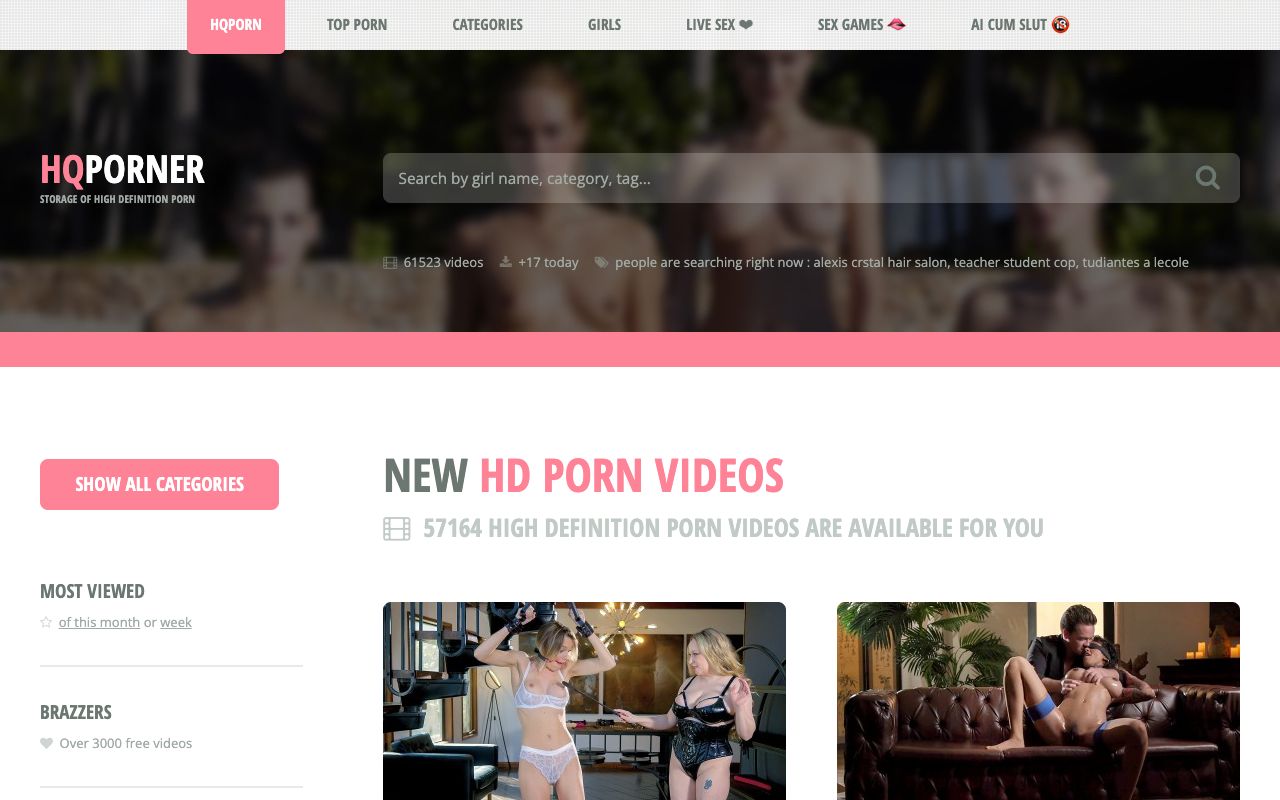 HQPORN
TOP PORN
CATEGORIES
GIRLS
LIVE SEX ❤
SEX GAMES 🫦
AI CUM SLUT 🔞
HQPORNER
STORAGE OF HIGH DEFINITION PORN
Search by girl name, category, tag...
61523 videos
+17 today
people are searching right now : alexis crstal hair salon, teacher student cop, tudiantes a lecole
SHOW ALL CATEGORIES
NEW HD PORN VIDEOS
57164 HIGH DEFINITION PORN VIDEOS ARE AVAILABLE FOR YOU
MOST VIEWED
of this month or week
BRAZZERS
Over 3000 free videos